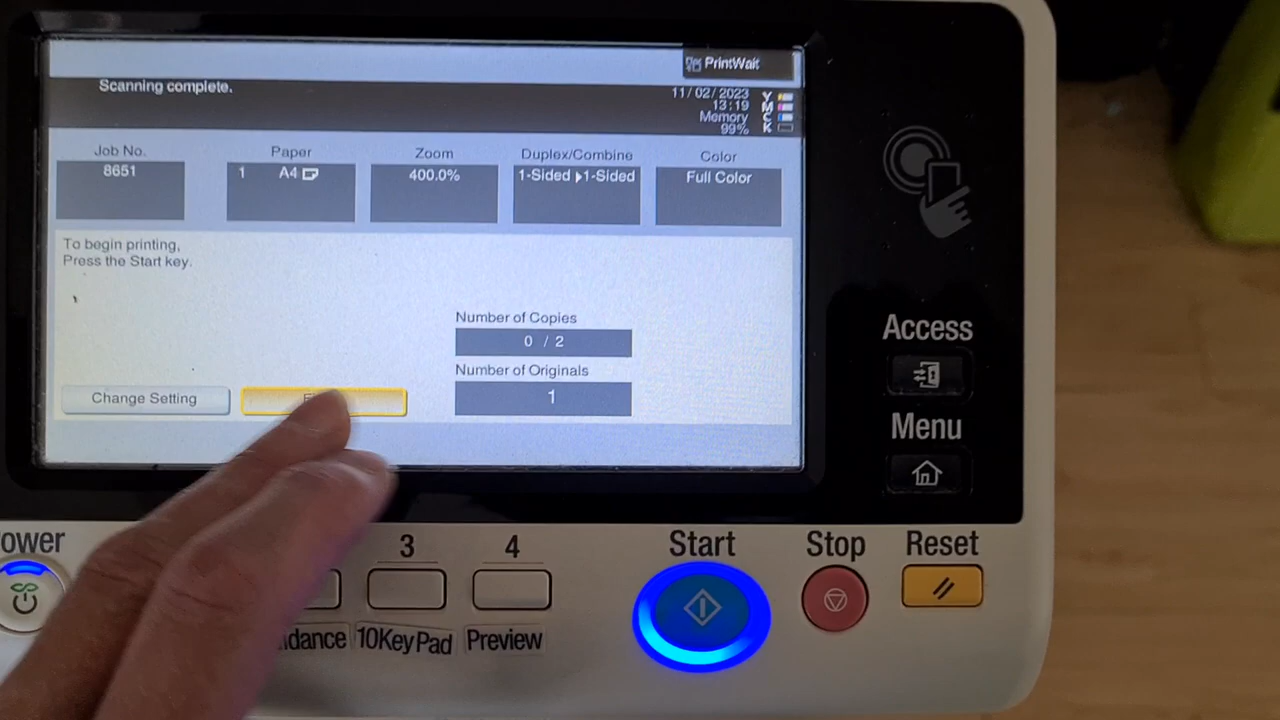 PrintWait
Scanning complete.
11/02/2023
13:19
Memory
99%
Y
M
C
K
Job No.
8651
Paper
1 A4
Zoom
400.0%
Duplex/Combine
1-Sided ▶1-Sided
Color
Full Color
To begin printing,
Press the Start key.
Number of Copies
0 / 2
Number of Originals
1
Change Setting
Access
Menu
3
4
Start
Stop
Reset
10KeyPad
Preview